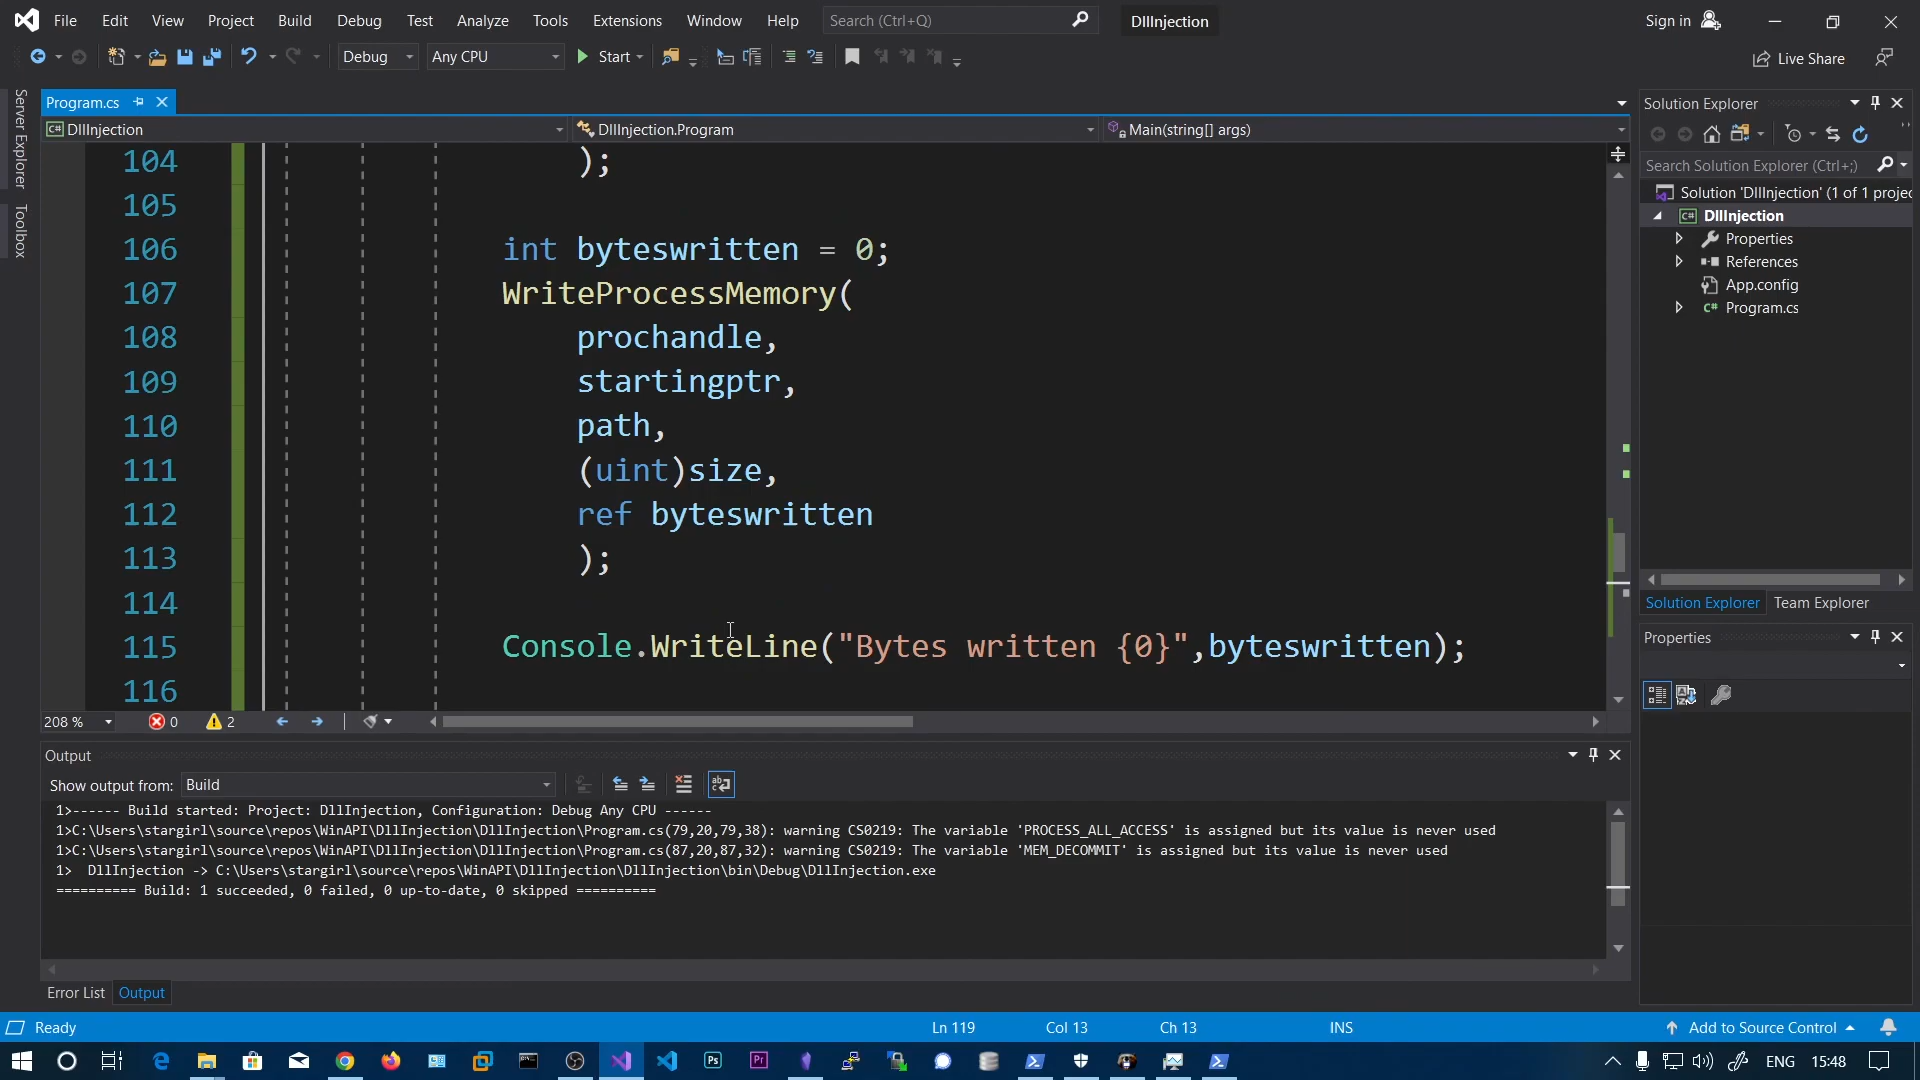 File Edit View Project Build Debug Test Analyze Tools Extensions Window Help Search (Ctrl+Q) DllInjection Sign in
Debug Any CPU Start Live Share
Server Explorer
Toolbox
Program.cs
DllInjection DllInjection.Program Main(string[] args)
104 );
105
106 int byteswritten = 0;
107 WriteProcessMemory(
108 prochandle,
109 startingptr,
110 path,
111 (uint)size,
112 ref byteswritten
113 );
114
115 Console.WriteLine("Bytes written {0}",byteswritten);
116
208 % 0 2
Output
Show output from: Build
1>------ Build started: Project: DllInjection, Configuration: Debug Any CPU ------
1>C:\Users\stargirl\source\repos\WinAPI\DllInjection\DllInjection\Program.cs(79,20,79,38): warning CS0219: The variable 'PROCESS_ALL_ACCESS' is assigned but its value is never used
1>C:\Users\stargirl\source\repos\WinAPI\DllInjection\DllInjection\Program.cs(87,20,87,32): warning CS0219: The variable 'MEM_DECOMMIT' is assigned but its value is never used
1>  DllInjection -> C:\Users\stargirl\source\repos\WinAPI\DllInjection\DllInjection\bin\Debug\DllInjection.exe
========== Build: 1 succeeded, 0 failed, 0 up-to-date, 0 skipped ==========
Error List Output
Solution Explorer
Search Solution Explorer (Ctrl+;)
Solution 'DllInjection' (1 of 1 projec
C# DllInjection
Properties
References
App.config
C# Program.cs
Solution Explorer Team Explorer
Properties
Ready Ln 119 Col 13 Ch 13 INS Add to Source Control
Ps Pr ENG 15:48